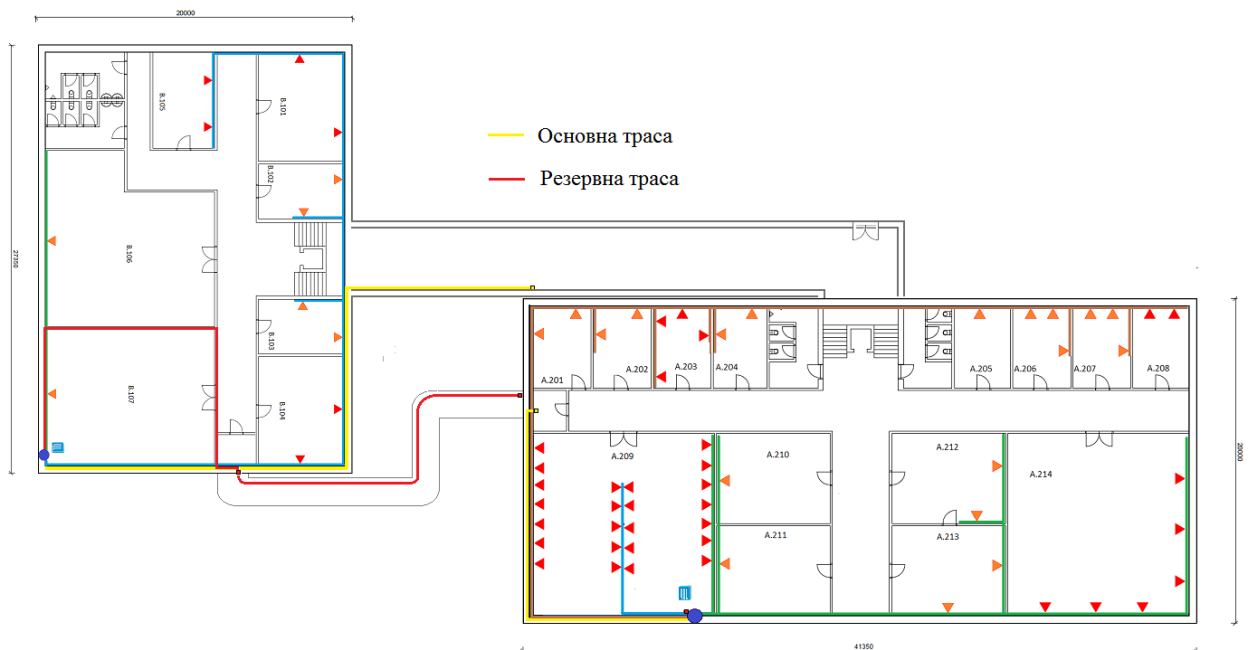 20000
27350
B.105
B.101
B.102
Основна траса
Резервна траса
B.106
B.103
B.107
B.104
A.201
A.202
A.203
A.204
A.205
A.206
A.207
A.208
A.209
A.210
A.211
A.212
A.213
A.214
20000
41350